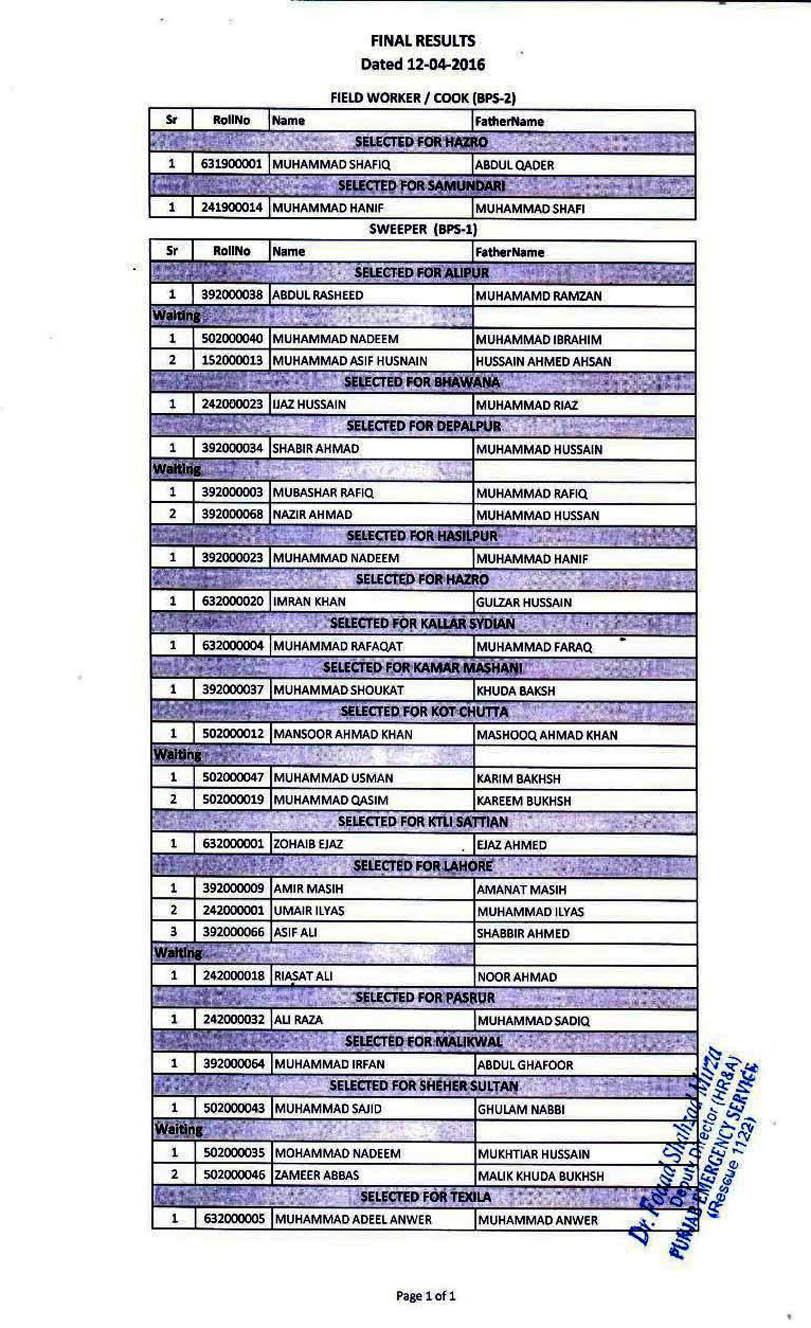 FINAL RESULTS
Dated 12-04-2016
FIELD WORKER / COOK (BPS-2)
Sr RollNo Name FatherName
SELECTED FOR HAZRO
1 631900001 MUHAMMAD SHAFIQ ABDUL QADER
SELECTED FOR SAMUNDARI
1 241900014 MUHAMMAD HANIF MUHAMMAD SHAFI
SWEEPER (BPS-1)
Sr RollNo Name FatherName
SELECTED FOR ALIPUR
1 392000038 ABDUL RASHEED MUHAMAMD RAMZAN
Waiting
1 502000040 MUHAMMAD NADEEM MUHAMMAD IBRAHIM
2 152000013 MUHAMMAD ASIF HUSNAIN HUSSAIN AHMED AHSAN
SELECTED FOR BHAWANA
1 242000023 IJAZ HUSSAIN MUHAMMAD RIAZ
SELECTED FOR DEPALPUR
1 392000034 SHABIR AHMAD MUHAMMAD HUSSAIN
Waiting
1 392000003 MUBASHAR RAFIQ MUHAMMAD RAFIQ
2 392000068 NAZIR AHMAD MUHAMMAD HUSSAN
SELECTED FOR HASILPUR
1 392000023 MUHAMMAD NADEEM MUHAMMAD HANIF
SELECTED FOR HAZRO
1 632000020 IMRAN KHAN GULZAR HUSSAIN
SELECTED FOR KALLAR SYDIAN
1 632000004 MUHAMMAD RAFAQAT MUHAMMAD FARAQ
SELECTED FOR KAMAR MASHANI
1 392000037 MUHAMMAD SHOUKAT KHUDA BAKSH
SELECTED FOR KOT CHUTTA
1 502000012 MANSOOR AHMAD KHAN MASHOOQ AHMAD KHAN
Waiting
1 502000047 MUHAMMAD USMAN KARIM BAKHSH
2 502000019 MUHAMMAD QASIM KAREEM BUKHSH
SELECTED FOR KTLI SATTIAN
1 632000001 ZOHAIB EJAZ EJAZ AHMED
SELECTED FOR LAHORE
1 392000009 AMIR MASIH AMANAT MASIH
2 242000001 UMAIR ILYAS MUHAMMAD ILYAS
3 392000066 ASIF ALI SHABBIR AHMED
Waiting
1 242000018 RIASAT ALI NOOR AHMAD
SELECTED FOR PASRUR
1 242000032 ALI RAZA MUHAMMAD SADIQ
SELECTED FOR MALIKWAL
1 392000064 MUHAMMAD IRFAN ABDUL GHAFOOR
SELECTED FOR SHEHER SULTAN
1 502000043 MUHAMMAD SAJID GHULAM NABBI
Waiting
1 502000035 MOHAMMAD NADEEM MUKHTIAR HUSSAIN
2 502000046 ZAMEER ABBAS MALIK KHUDA BUKHSH
SELECTED FOR TEXILA
1 632000005 MUHAMMAD ADEEL ANWER MUHAMMAD ANWER
Dr. Fouad Shahzad Mirza
Deputy Director (HR&A)
PUNJAB EMERGENCY SERVICE
(Rescue 1122)
Page 1 of 1